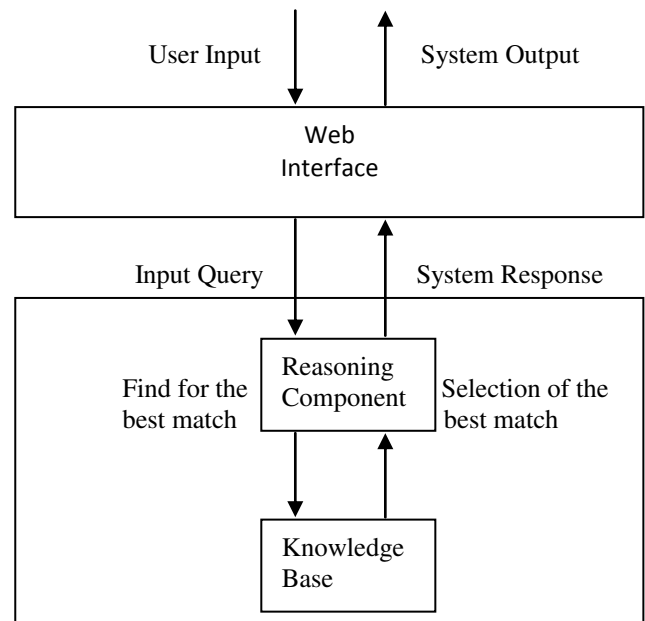 User Input
System Output
Web
Interface
Input Query
System Response
Reasoning
Component
Find for the
best match
Selection of the
best match
Knowledge
Base